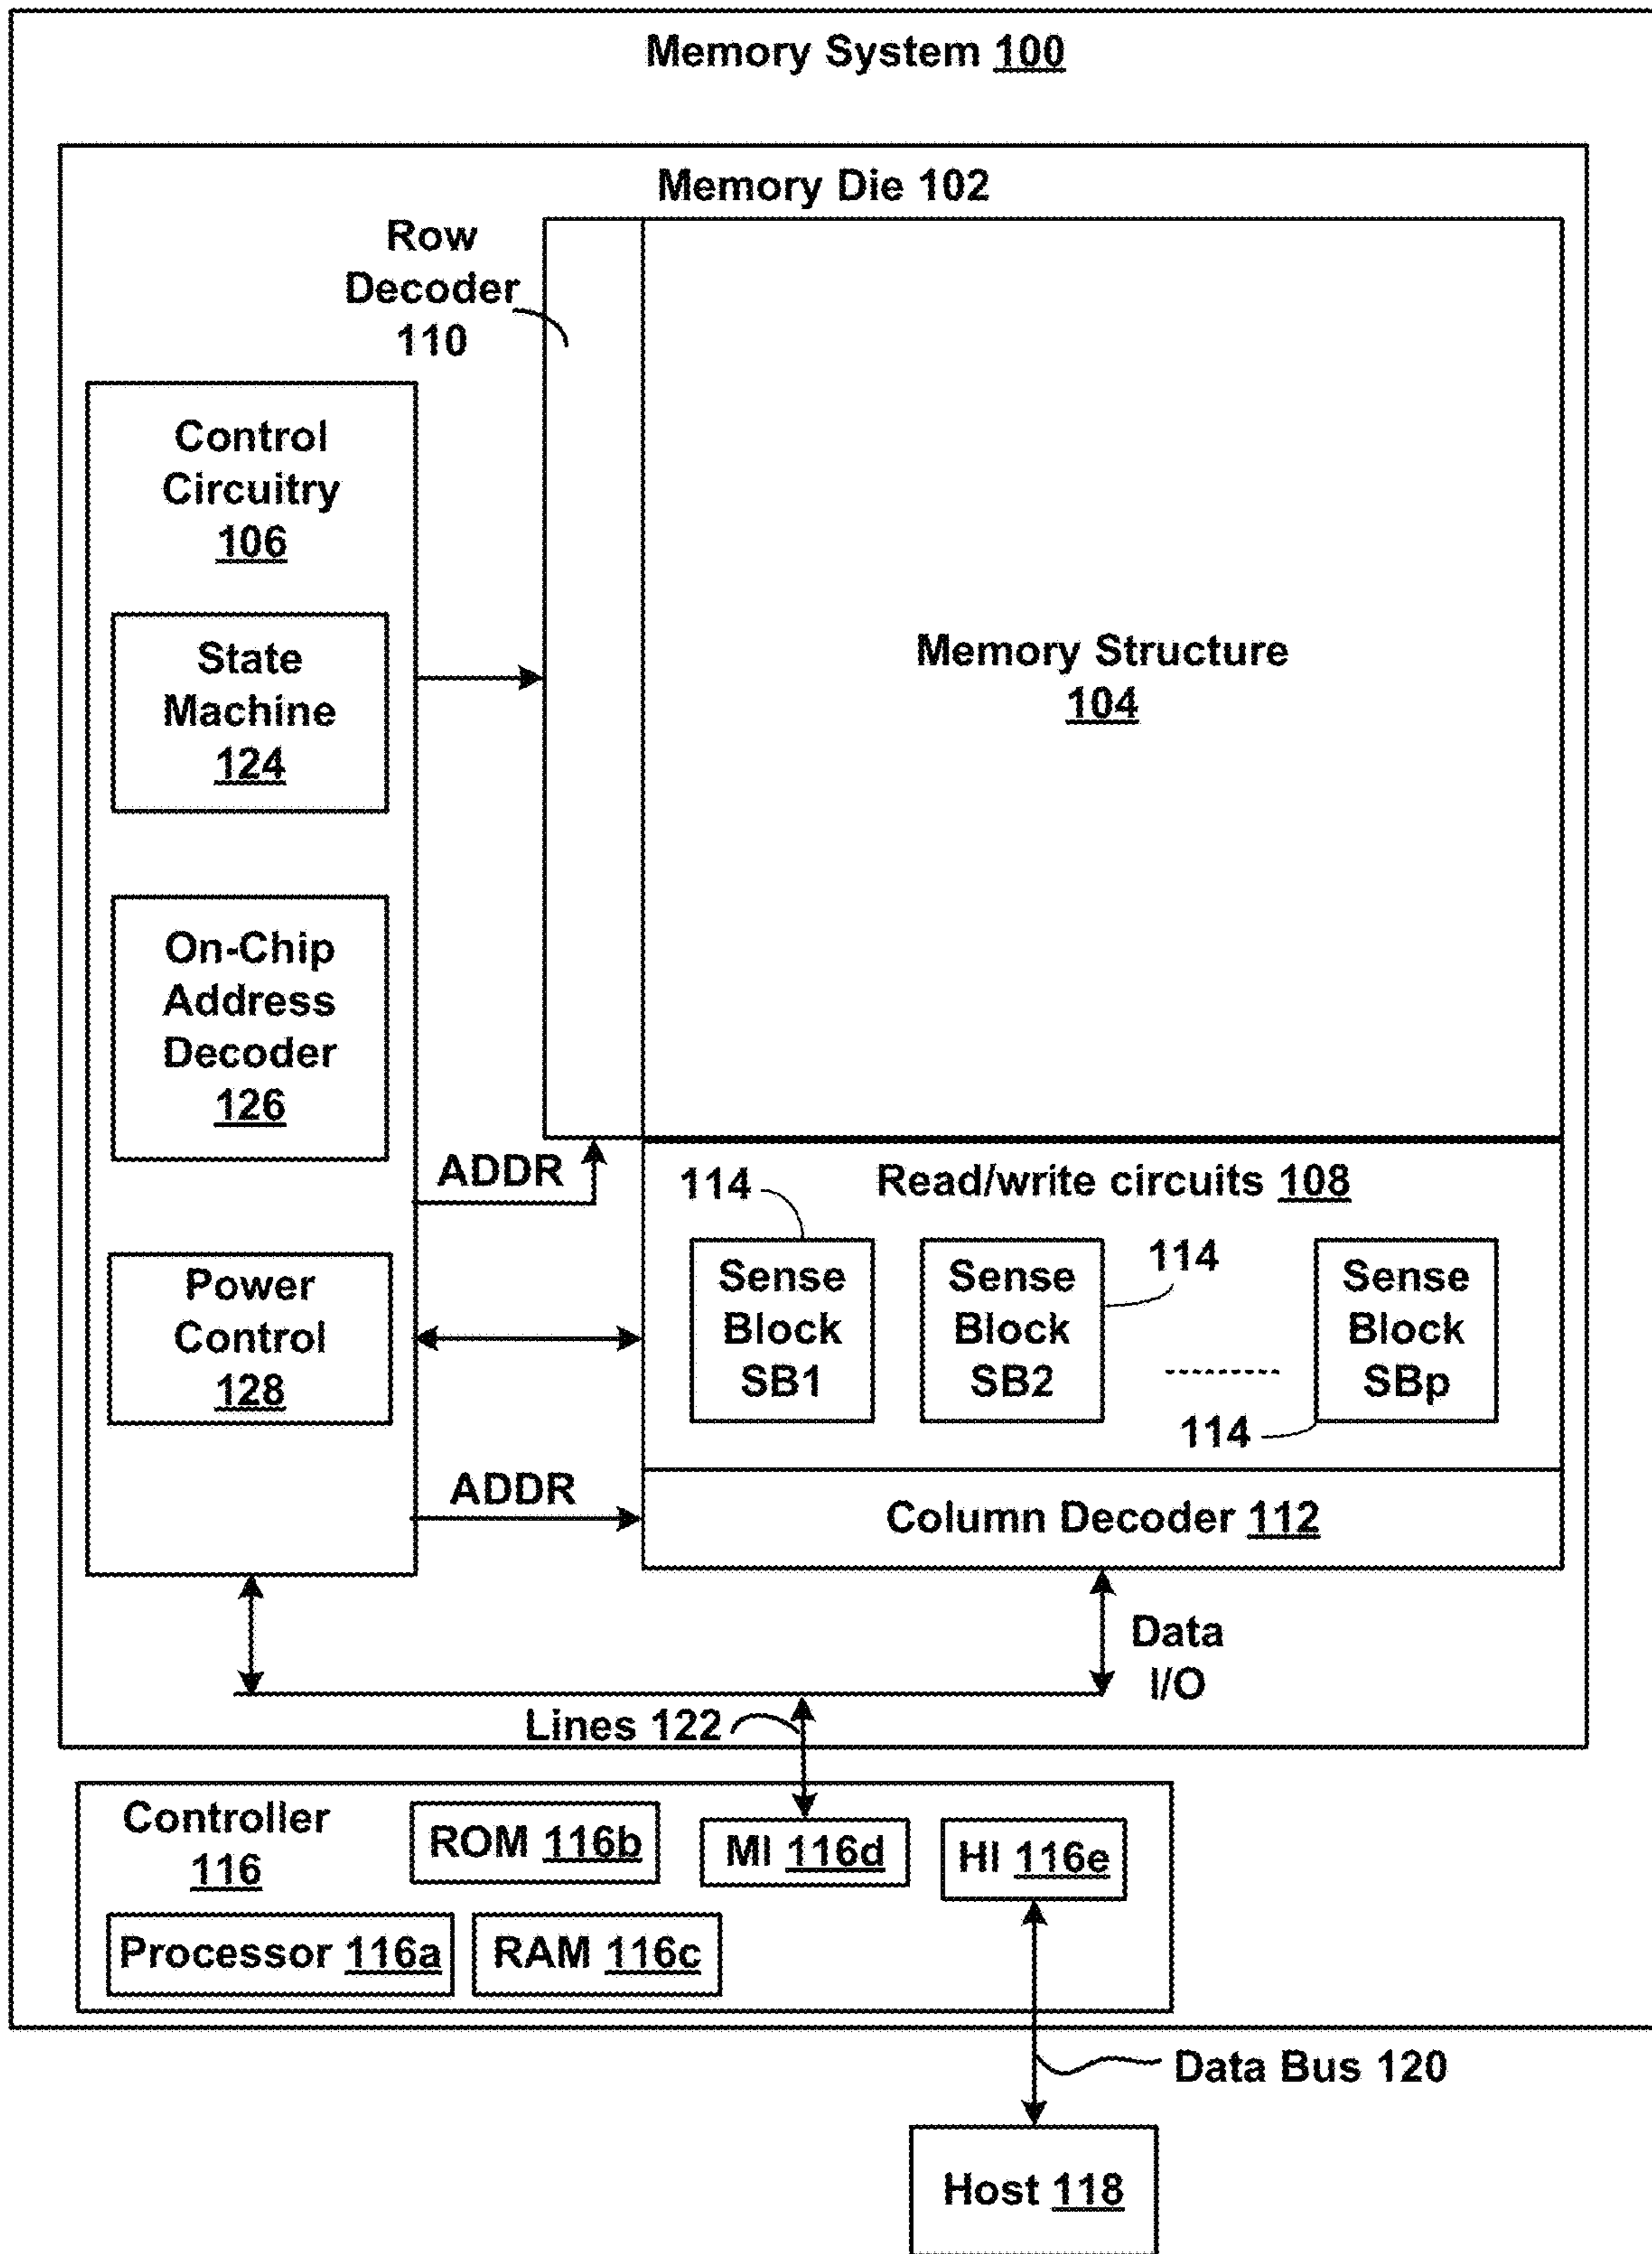 Memory System 100
Memory Die 102
Row
Decoder
110
Control
Circuitry
106
State
Machine
124
On-Chip
Address
Decoder
126
Power
Control
128
Memory Structure
104
ADDR
114
Read/write circuits 108
Sense
Block
SB1
Sense
Block
SB2
114
Sense
Block
SBp
114
ADDR
Column Decoder 112
Data
I/O
Lines 122
Controller
116
ROM 116b
MI 116d
HI 116e
Processor 116a
RAM 116c
Data Bus 120
Host 118